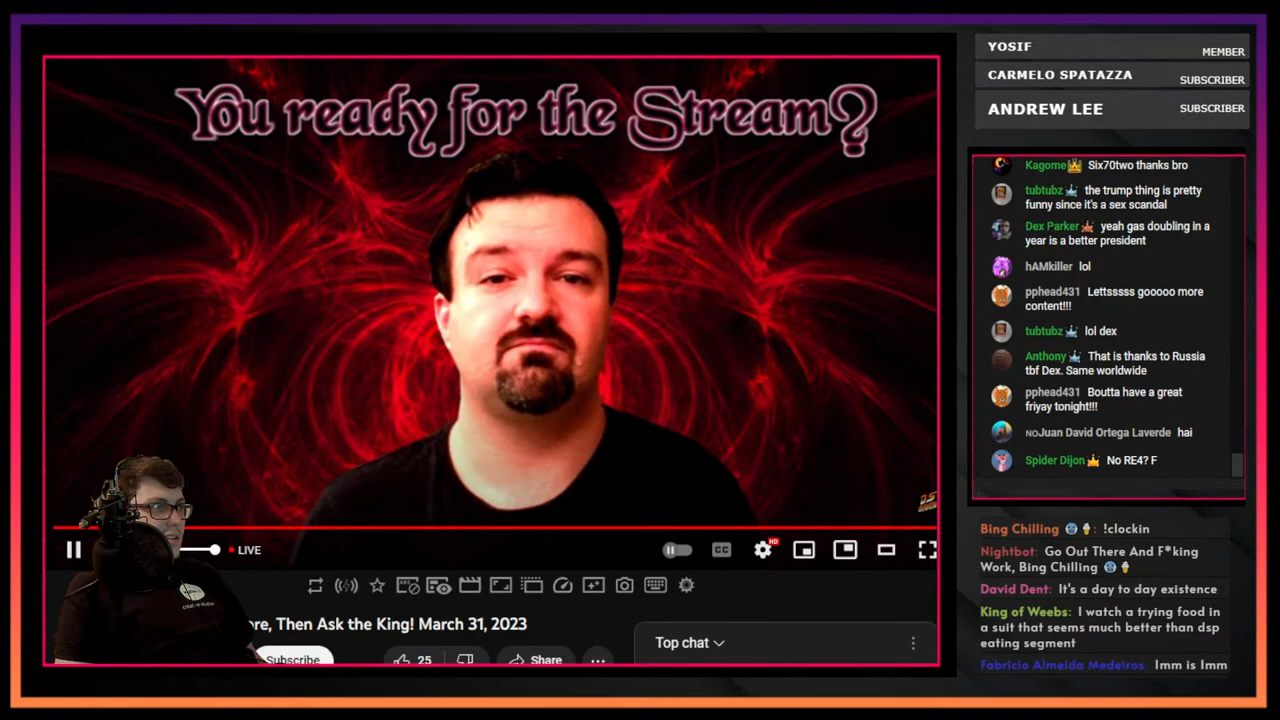 You ready for the Stream?
LIVE
CC
HD
re, Then Ask the King! March 31, 2023
Subscribe
25
Share
Top chat
YOSIF
MEMBER
CARMELO SPATAZZA
SUBSCRIBER
ANDREW LEE
SUBSCRIBER
Kagome Six70two thanks bro
tubtubz the trump thing is pretty
funny since it's a sex scandal
Dex Parker yeah gas doubling in a
year is a better president
hAMkiller lol
pphead431 Lettsssss gooooo more
content!!!
tubtubz lol dex
Anthony That is thanks to Russia
tbf Dex. Same worldwide
pphead431 Boutta have a great
friyay tonight!!!
NOJuan David Ortega Laverde hai
Spider Dijon No RE4? F
Bing Chilling : !clockin
Nightbot: Go Out There And F*king
Work, Bing Chilling
David Dent: It's a day to day existence
King of Weebs: I watch a trying food in
a suit that seems much better than dsp
eating segment
Fabricio Almeida Medeiros: Imm is Imm